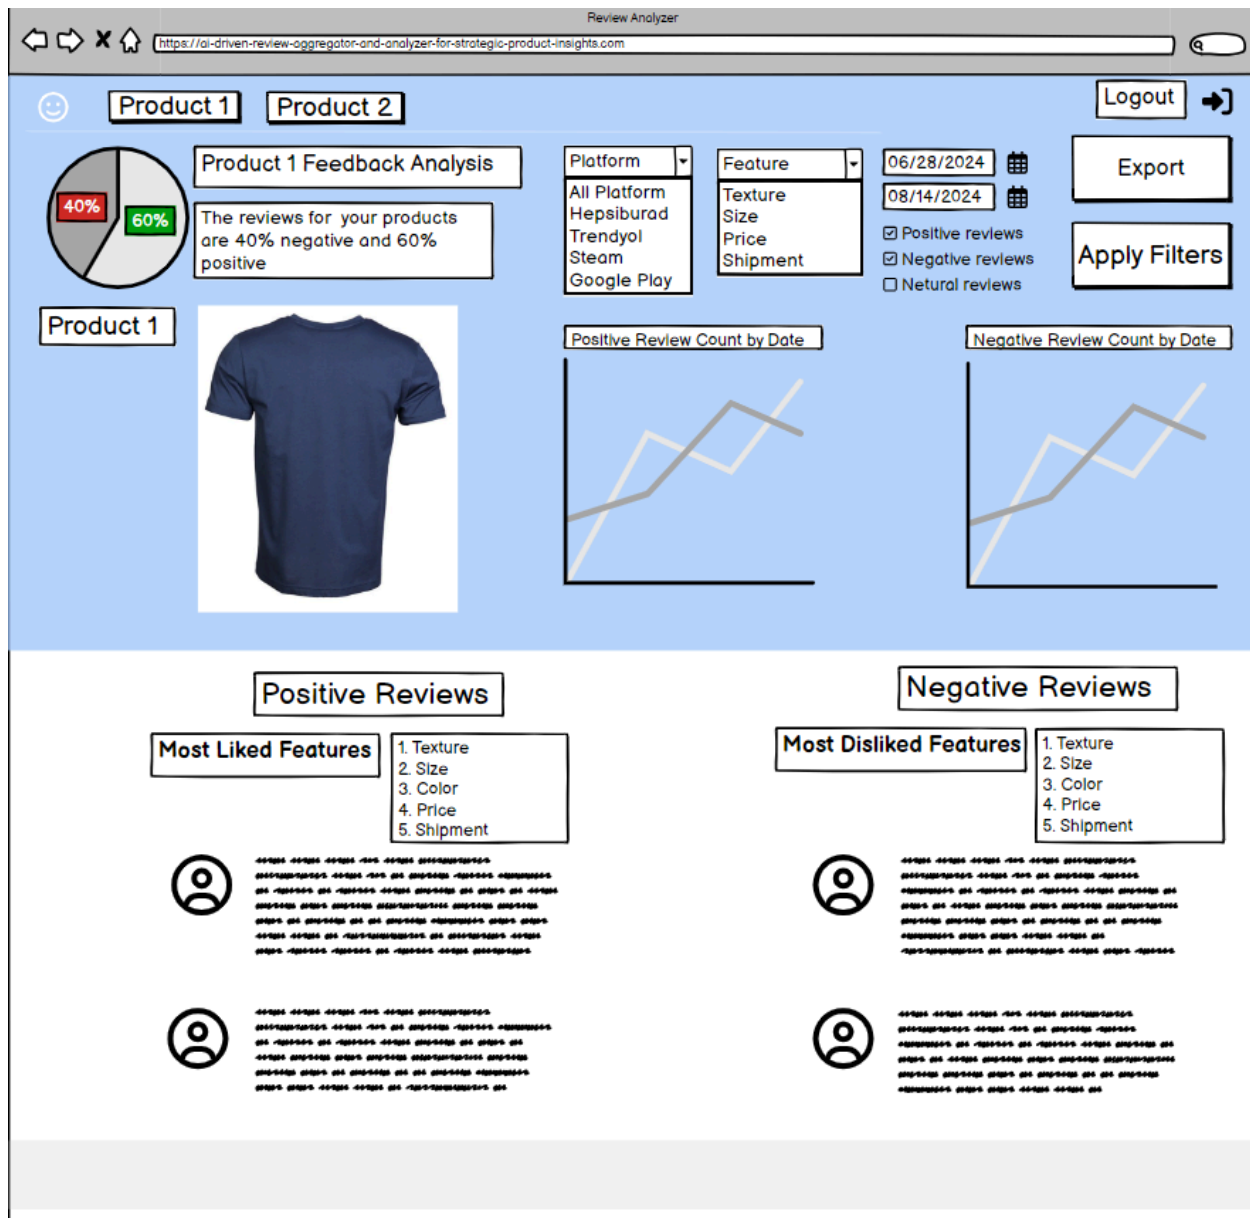 Review Analyzer
https://ai-driven-review-aggregator-and-analyzer-for-strategic-product-insights.com
Product 1
Product 2
Logout
40%
60%
Product 1 Feedback Analysis
The reviews for your products
are 40% negative and 60%
positive
Platform
All Platform
Hepsiburad
Trendyol
Steam
Google Play
Feature
Texture
Size
Price
Shipment
06/28/2024
08/14/2024
Positive reviews
Negative reviews
Netural reviews
Export
Apply Filters
Product 1
Positive Review Count by Date
Negative Review Count by Date
Positive Reviews
Most Liked Features
1. Texture
2. Size
3. Color
4. Price
5. Shipment
Negative Reviews
Most Disliked Features
1. Texture
2. Size
3. Color
4. Price
5. Shipment